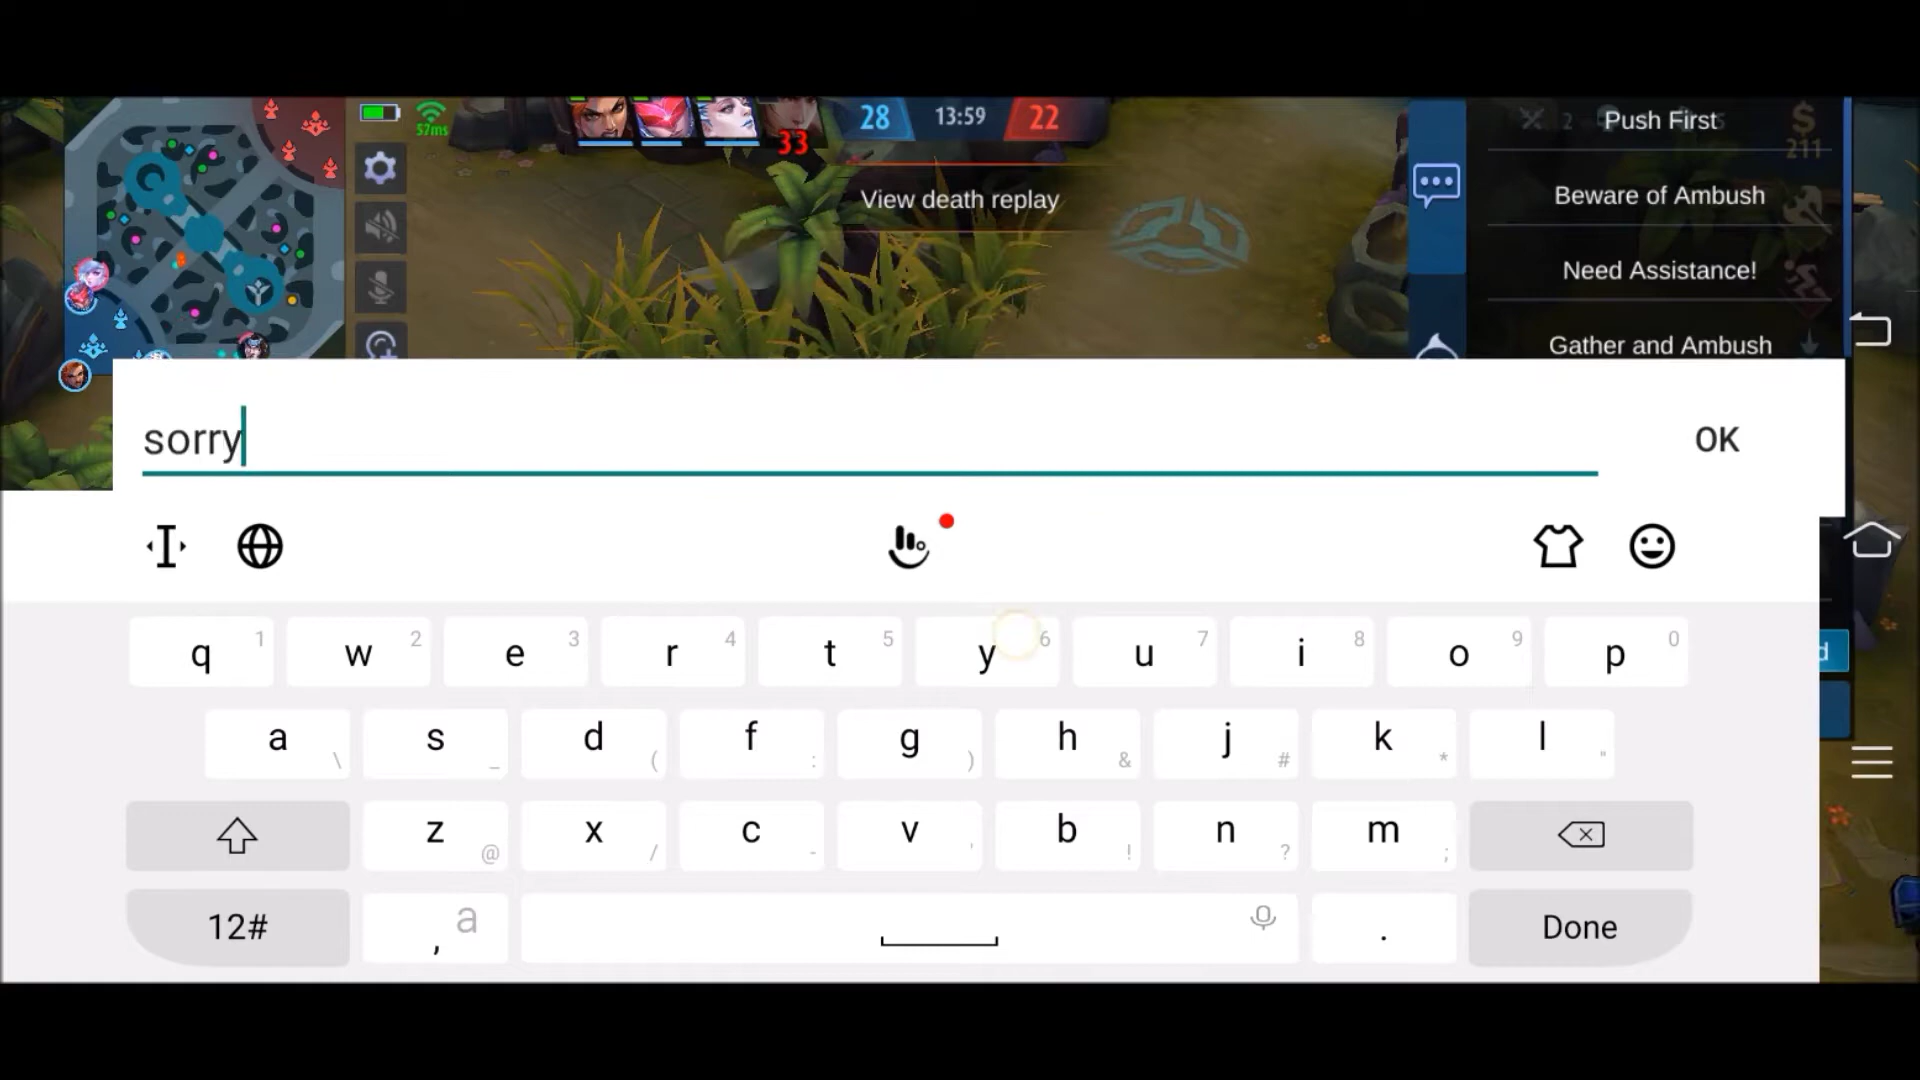 57ms
33
28 13:59 22
View death replay
2
Push First
211
Beware of Ambush
Need Assistance!
Gather and Ambush
sorry
OK
q 1 w 2 e 3 r 4 t 5 y 6 u 7 i 8 o 9 p 0
a \ s _ d ( f : g ) h & j # k * l "
z @ x / c - v ' b ! n ? m ;
12# , a . Done
d